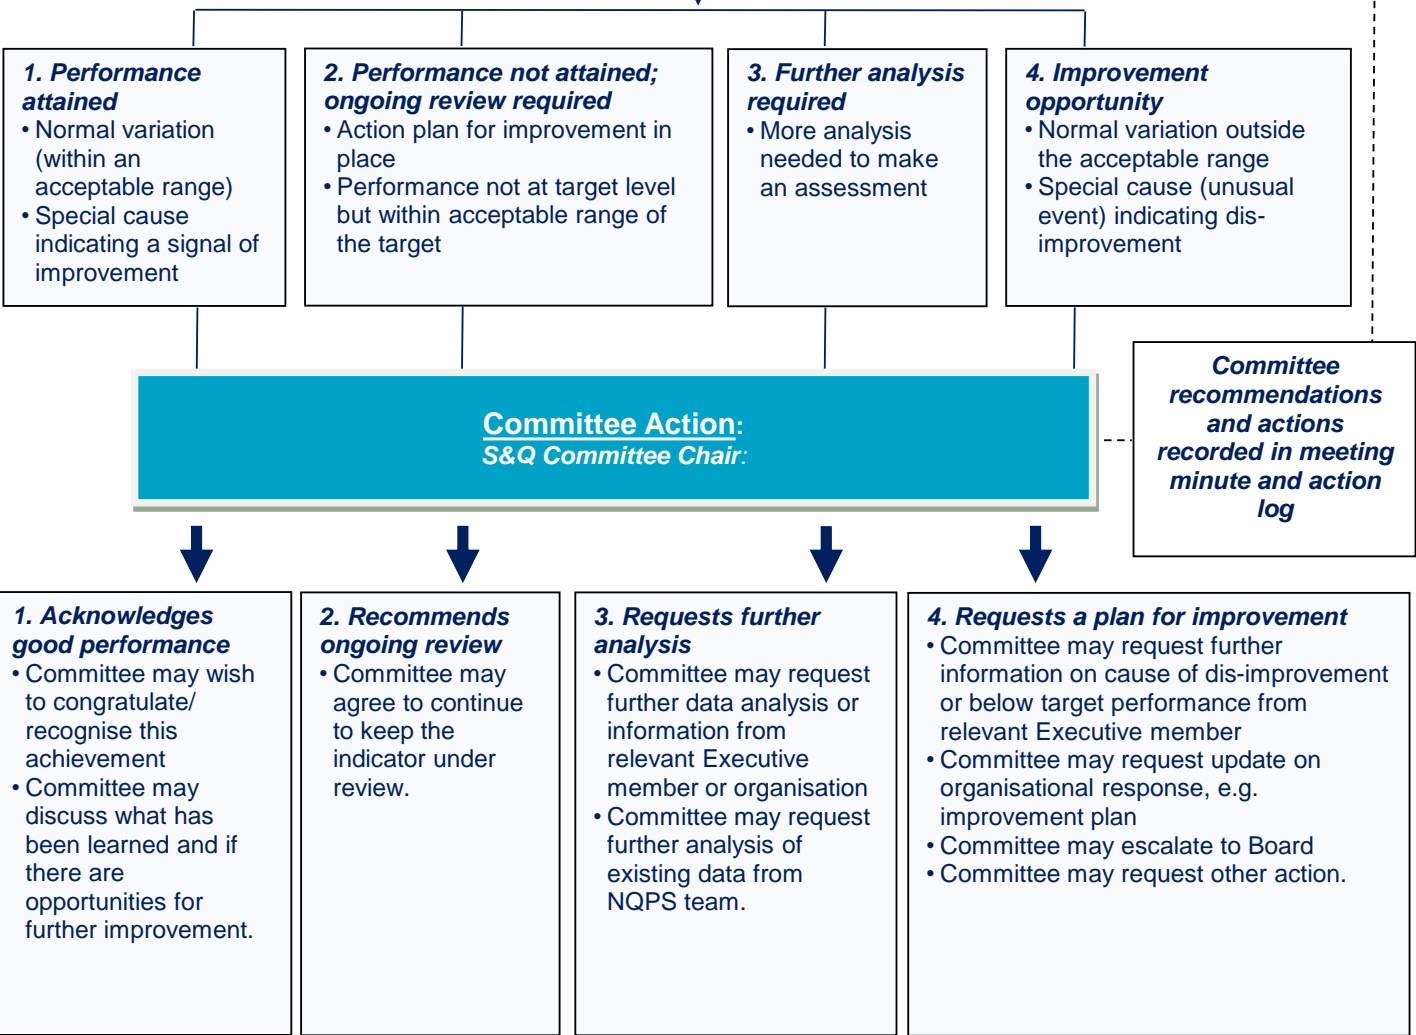 1. Performance
attained
• Normal variation
(within an
acceptable range)
• Special cause
indicating a signal of
improvement
2. Performance not attained;
ongoing review required
• Action plan for improvement in
place
• Performance not at target level
but within acceptable range of
the target
3. Further analysis
required
• More analysis
needed to make
an assessment
4. Improvement
opportunity
• Normal variation outside
the acceptable range
• Special cause (unusual
event) indicating dis-
improvement
Committee Action:
S&Q Committee Chair:
Committee
recommendations
and actions
recorded in meeting
minute and action
log
1. Acknowledges
good performance
• Committee may wish
to congratulate/
recognise this
achievement
• Committee may
discuss what has
been learned and if
there are
opportunities for
further improvement.
2. Recommends
ongoing review
• Committee may
agree to continue
to keep the
indicator under
review.
3. Requests further
analysis
• Committee may request
further data analysis or
information from
relevant Executive
member or organisation
• Committee may request
further analysis of
existing data from
NQPS team.
4. Requests a plan for improvement
• Committee may request further
information on cause of dis-improvement
or below target performance from
relevant Executive member
• Committee may request update on
organisational response, e.g.
improvement plan
• Committee may escalate to Board
• Committee may request other action.